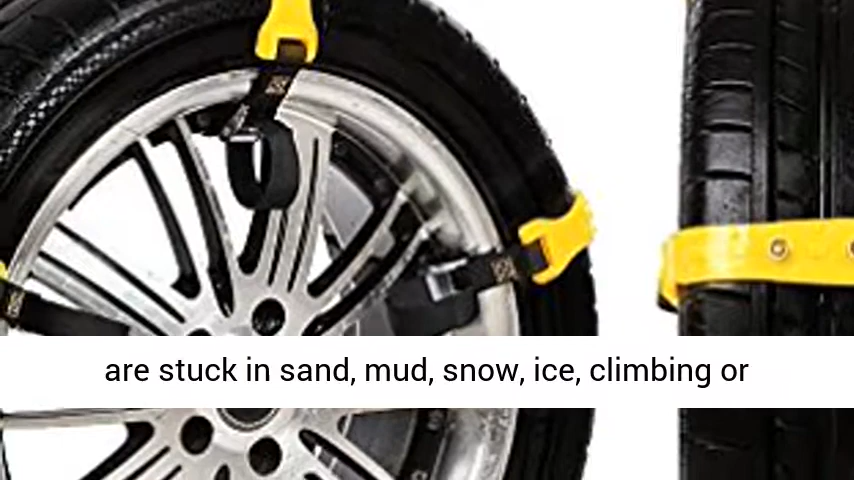 are stuck in sand, mud, snow, ice, climbing or